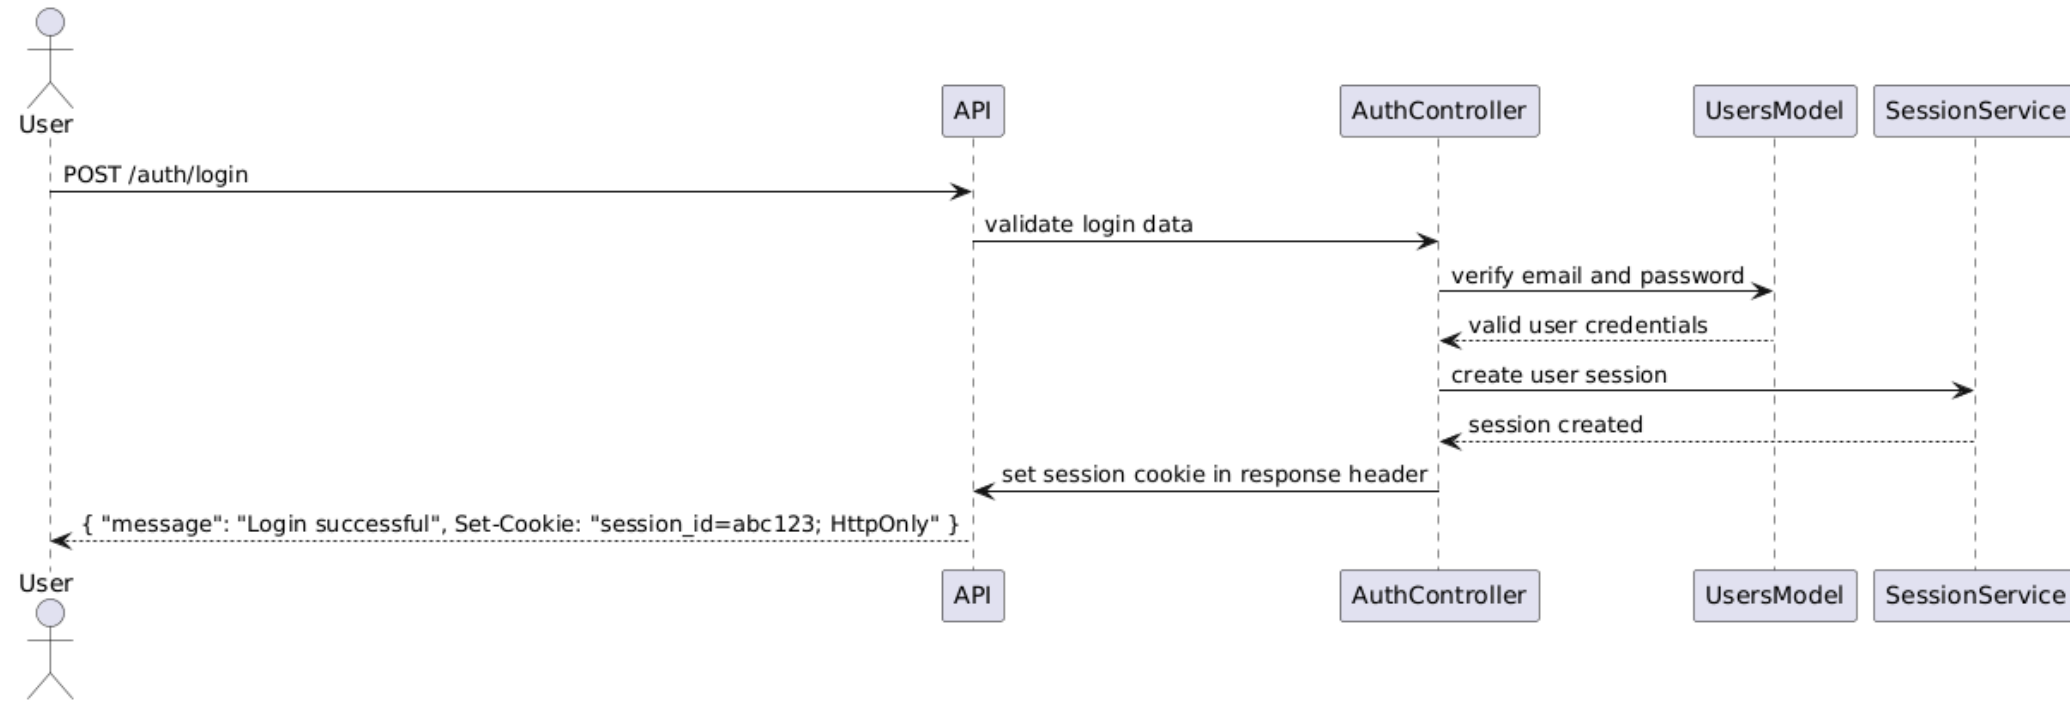 User
API
AuthController
UsersModel
SessionService
POST /auth/login
validate login data
verify email and password
valid user credentials
create user session
session created
set session cookie in response header
{ "message": "Login successful", Set-Cookie: "session_id=abc123; HttpOnly" }
User
API
AuthController
UsersModel
SessionService